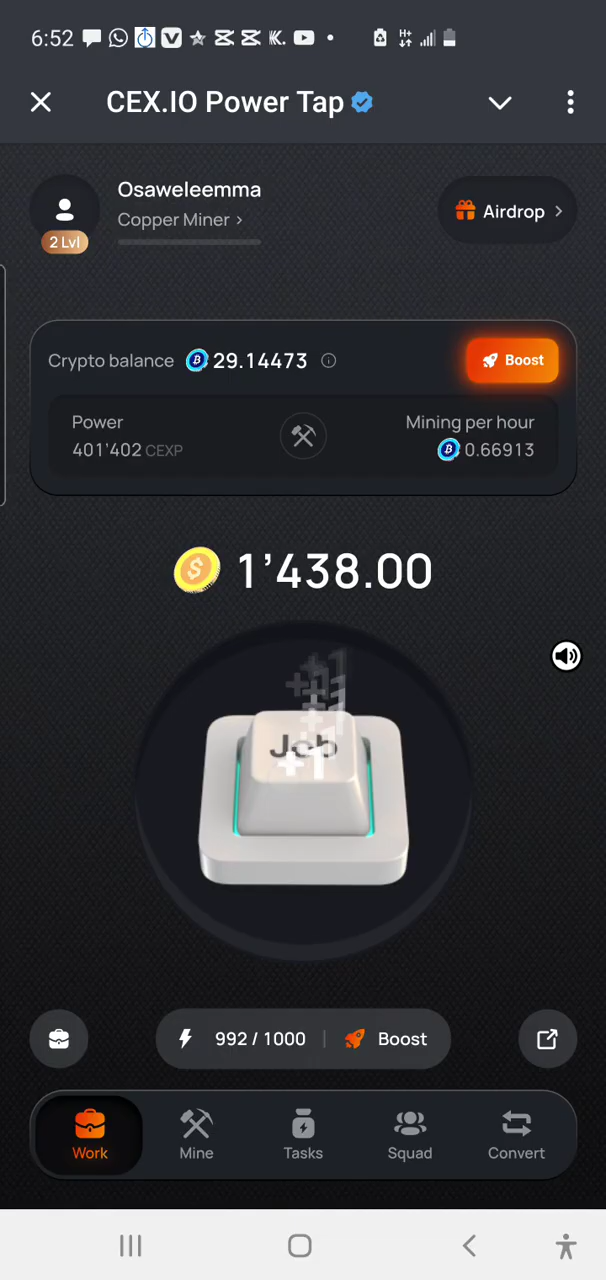 6:52
CEX.IO Power Tap
Osaweleemma
Copper Miner >
2 Lvl
Airdrop >
Crypto balance 29.14473
Boost
Power
401'402 CEXP
Mining per hour
0.66913
1'438.00
+1
Job
+1
992 / 1000 | Boost
Work
Mine
Tasks
Squad
Convert